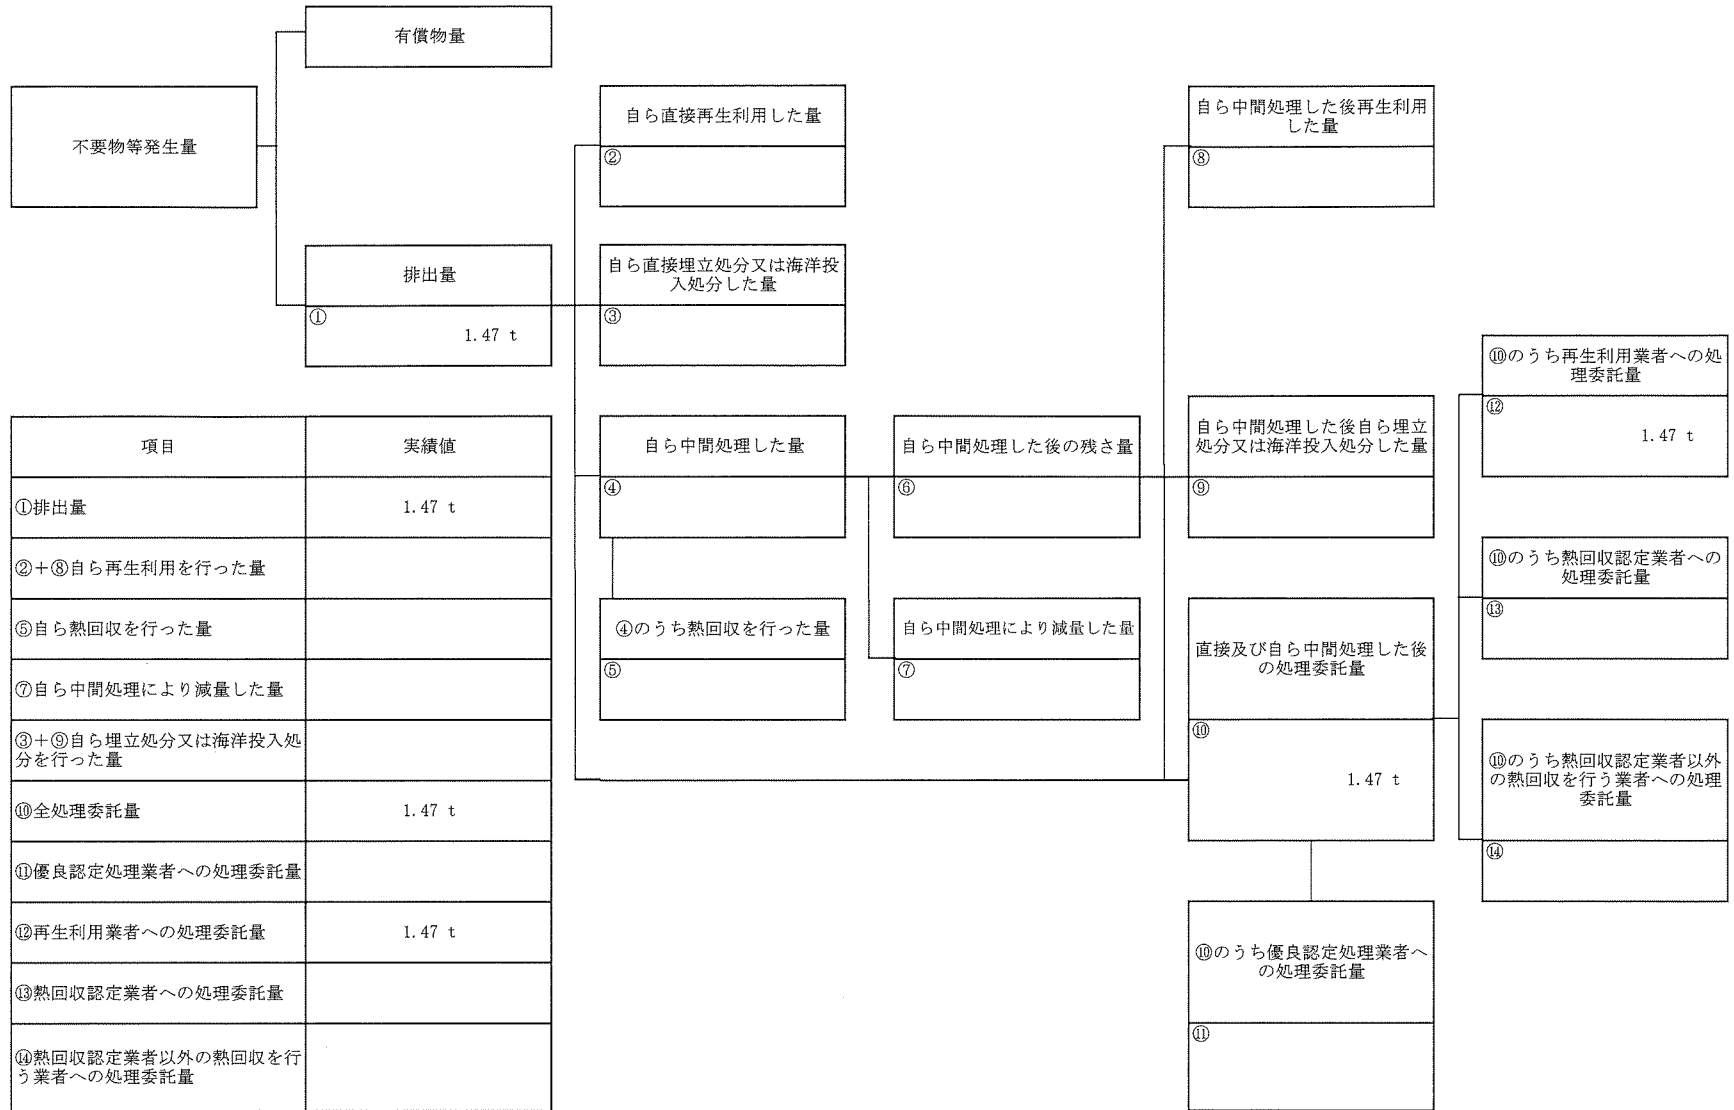 有償物量
不要物等発生量
排出量
①
1.47 t
自ら直接再生利用した量
②
自ら直接埋立処分又は海洋投
入処分した量
③
自ら中間処理した量
④
④のうち熱回収を行った量
⑤
自ら中間処理した後の残さ量
⑥
自ら中間処理により減量した量
⑦
自ら中間処理した後再生利用
した量
⑧
自ら中間処理した後自ら埋立
処分又は海洋投入処分した量
⑨
直接及び自ら中間処理した後
の処理委託量
⑩
1.47 t
⑩のうち優良認定処理業者へ
の処理委託量
⑪
⑩のうち再生利用業者への処
理委託量
⑫
1.47 t
⑩のうち熱回収認定業者への
処理委託量
⑬
⑩のうち熱回収認定業者以外
の熱回収を行う業者への処理
委託量
⑭
項目 実績値
①排出量 1.47 t
②+⑧自ら再生利用を行った量
⑤自ら熱回収を行った量
⑦自ら中間処理により減量した量
③+⑨自ら埋立処分又は海洋投入処
分を行った量
⑩全処理委託量 1.47 t
⑪優良認定処理業者への処理委託量
⑫再生利用業者への処理委託量 1.47 t
⑬熱回収認定業者への処理委託量
⑭熱回収認定業者以外の熱回収を行
う業者への処理委託量